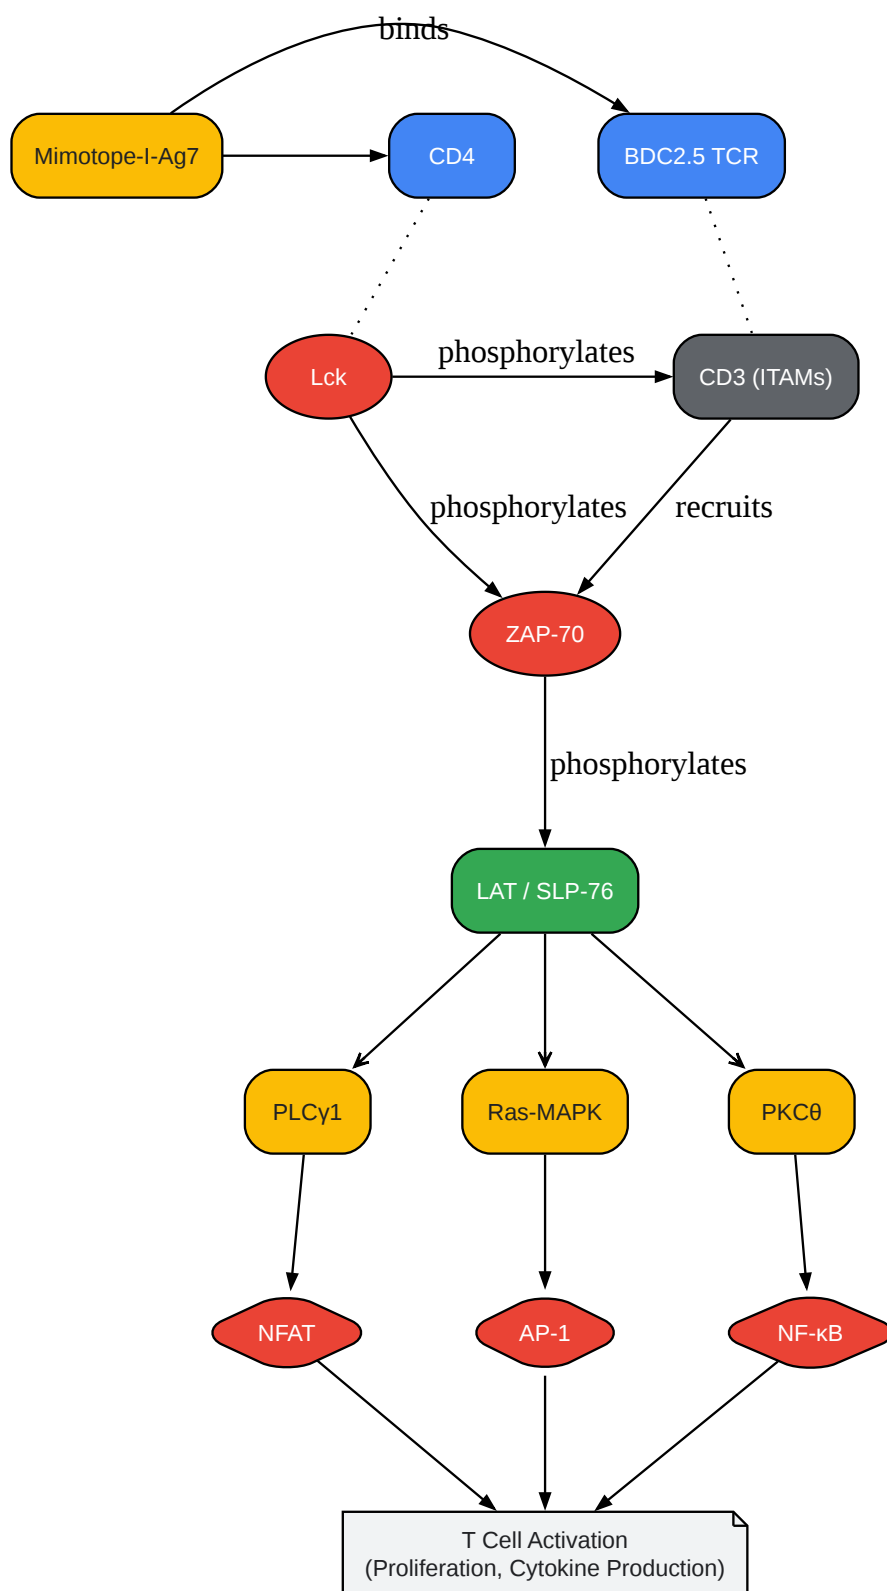 binds
Mimotope-I-Ag7
CD4
BDC2.5 TCR
phosphorylates
Lck
CD3 (ITAMs)
phosphorylates
recruits
ZAP-70
phosphorylates
LAT / SLP-76
PLCγ1
Ras-MAPK
PKCθ
NFAT
AP-1
NF-κB
T Cell Activation
(Proliferation, Cytokine Production)